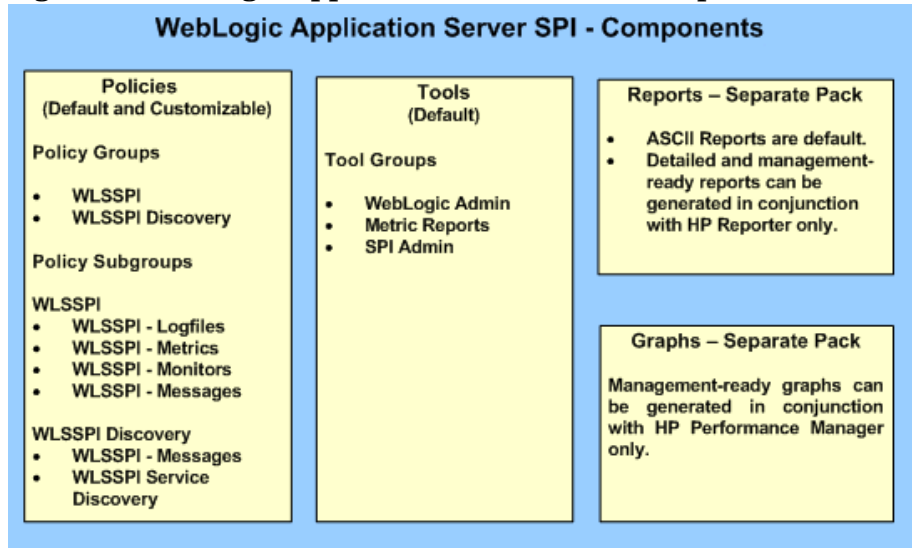 WebLogic Application Server SPI - Components
Policies
(Default and Customizable)
Policy Groups
• WLSSPI
• WLSSPI Discovery
Policy Subgroups
WLSSPI
• WLSSPI - Logfiles
• WLSSPI - Metrics
• WLSSPI - Monitors
• WLSSPI - Messages
WLSSPI Discovery
• WLSSPI - Messages
• WLSSPI Service
Discovery
Tools
(Default)
Tool Groups
• WebLogic Admin
• Metric Reports
• SPI Admin
Reports – Separate Pack
• ASCII Reports are default.
• Detailed and management-
ready reports can be
generated in conjunction
with HP Reporter only.
Graphs – Separate Pack
Management-ready graphs can
be generated in conjunction
with HP Performance Manager
only.